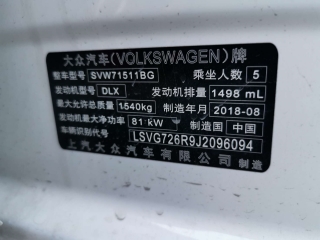 大众汽车(VOLKSWAGEN)牌
整车型号 SVW71511BG 乘坐人数 5
发动机型号 DLX 发动机排量 1498 mL
最大允许总质量 1540kg 制造年月 2018-08
发动机最大净功率 81 kW 制造国 中国
车辆识别代号 LSVG726R9J2096094
上汽大众汽车有限公司 制造